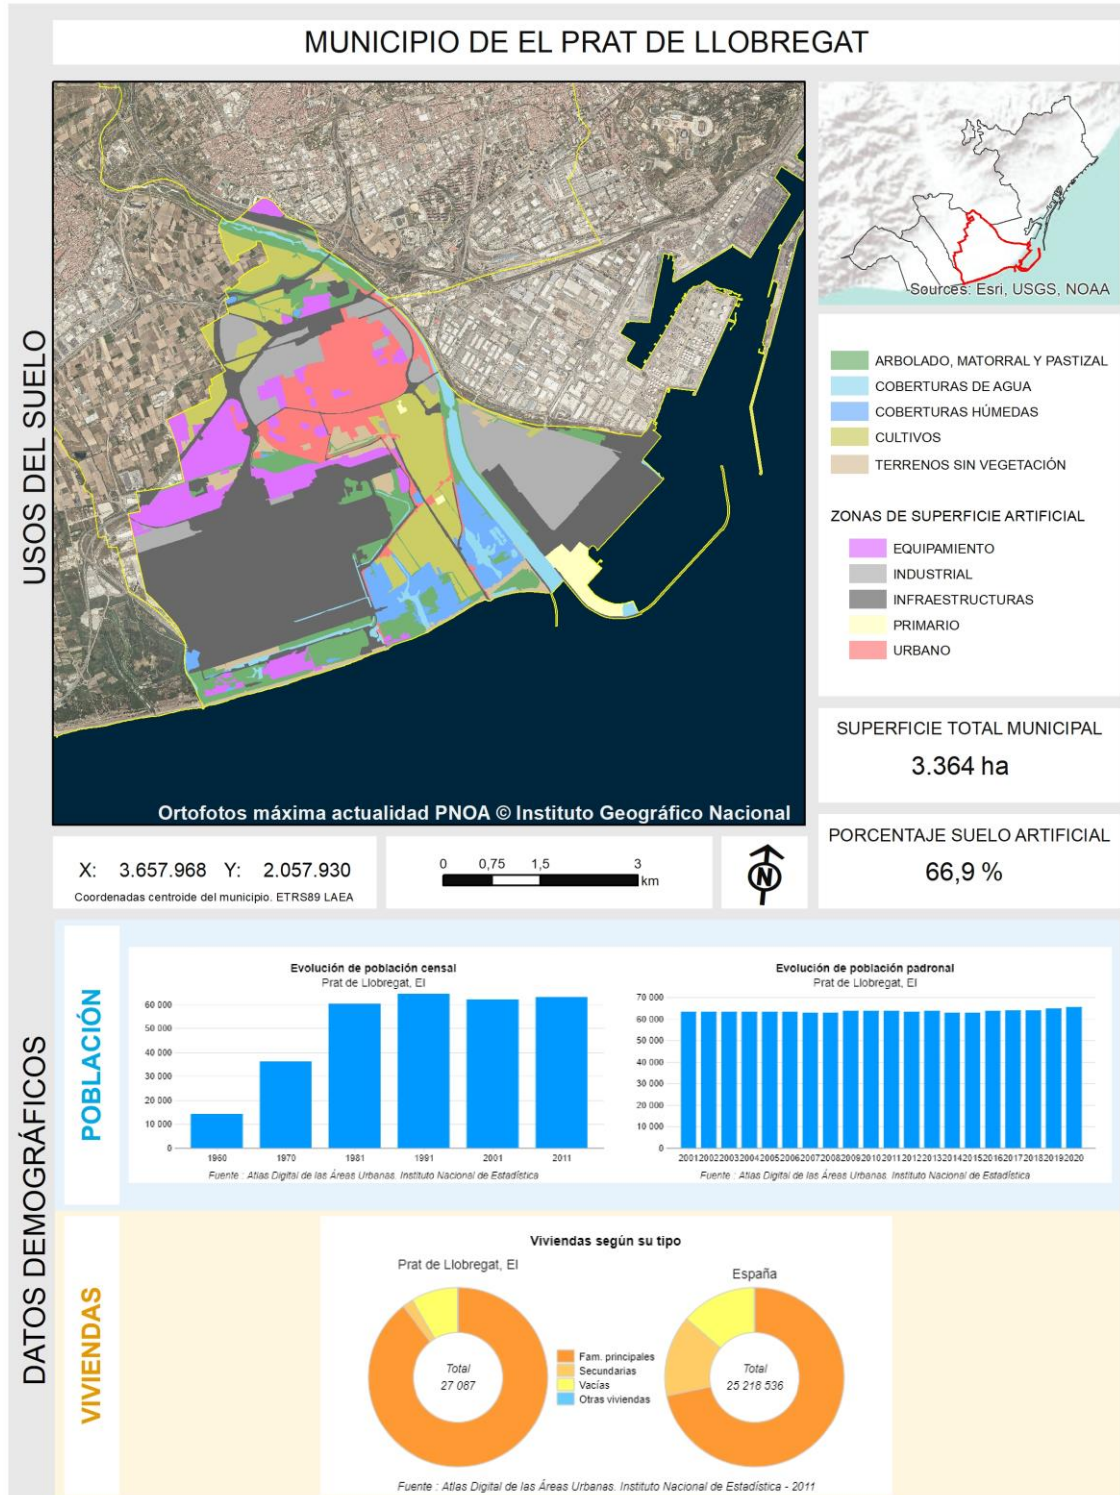 MUNICIPIO DE EL PRAT DE LLOBREGAT
USOS DEL SUELO
Sources: Esri, USGS, NOAA
ARBOLADO, MATORRAL Y PASTIZAL
COBERTURAS DE AGUA
COBERTURAS HÚMEDAS
CULTIVOS
TERRENOS SIN VEGETACIÓN
ZONAS DE SUPERFICIE ARTIFICIAL
EQUIPAMIENTO
INDUSTRIAL
INFRAESTRUCTURAS
PRIMARIO
URBANO
SUPERFICIE TOTAL MUNICIPAL
3.364 ha
Ortofotos máxima actualidad PNOA © Instituto Geográfico Nacional
PORCENTAJE SUELO ARTIFICIAL
66,9 %
X: 3.657.968 Y: 2.057.930
Coordenadas centroide del municipio. ETRS89 LAEA
0 0,75 1,5 3
km
N
DATOS DEMOGRÁFICOS
POBLACIÓN
Evolución de población censal
Prat de Llobregat, El
60 000
50 000
40 000
30 000
20 000
10 000
0
1960 1970 1981 1991 2001 2011
Fuente : Atlas Digital de las Áreas Urbanas. Instituto Nacional de Estadística
Evolución de población padronal
Prat de Llobregat, El
70 000
60 000
50 000
40 000
30 000
20 000
10 000
0
2001 2002 2003 2004 2005 2006 2007 2008 2009 2010 2011 2012 2013 2014 2015 2016 2017 2018 2019 2020
Fuente : Atlas Digital de las Áreas Urbanas. Instituto Nacional de Estadística
VIVIENDAS
Viviendas según su tipo
Prat de Llobregat, El
Total
27 087
Fam. principales
Secundarias
Vacías
Otras viviendas
España
Total
25 218 536
Fuente : Atlas Digital de las Áreas Urbanas. Instituto Nacional de Estadística - 2011